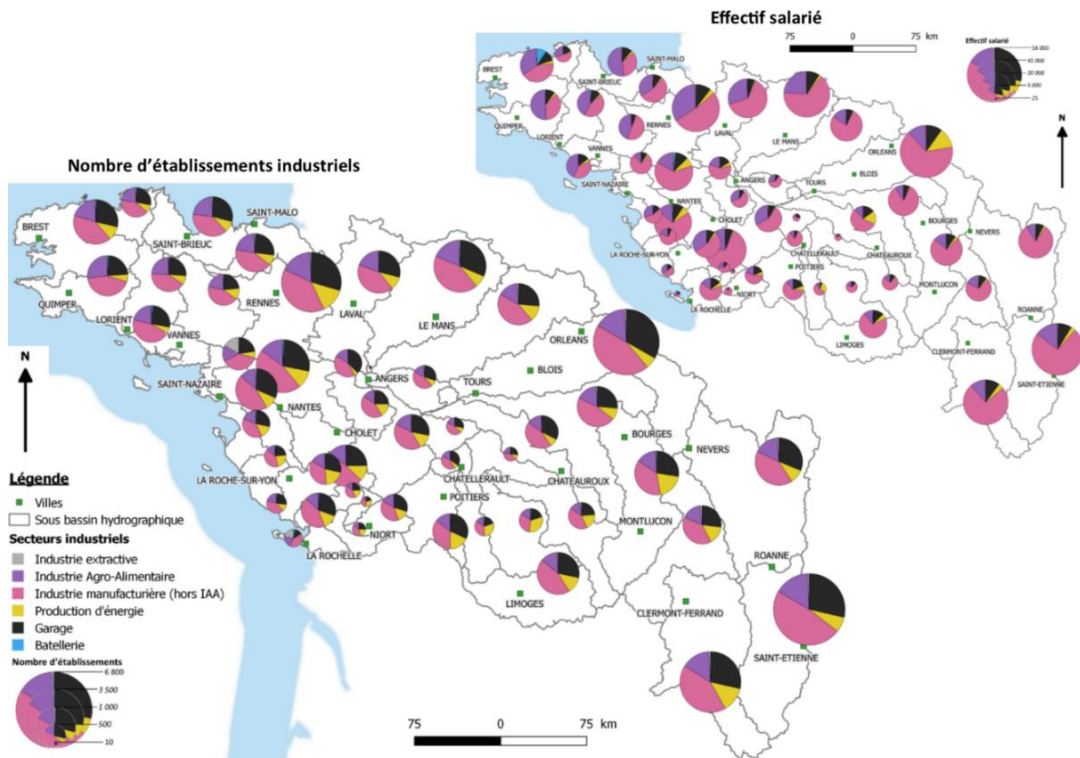 Effectif salarié
75 0 75 km
Effectif salarié
18 000
45 000
20 000
5 000
25
BREST
SAINT-MALO
SAINT-BRIEUC
QUIMPER
RENNES
LAVAL
LE MANS
LORIENT
VANNES
ORLEANS
BLOIS
SAINT-NAZAIRE
ANGERS
TOURS
NANTES
CHOLET
BOURGES
NEVERS
LA ROCHE-SUR-YON
CHATELLERAULT
CHATEAUROUX
POITIERS
MONTLUCON
NIORT
LA ROCHELLE
LIMOGES
ROANNE
CLERMONT-FERRAND
SAINT-ETIENNE
N
Nombre d'établissements industriels
BREST
SAINT-MALO
SAINT-BRIEUC
QUIMPER
RENNES
LAVAL
LE MANS
LORIENT
VANNES
ORLEANS
N
SAINT-NAZAIRE
ANGERS
TOURS
BLOIS
NANTES
CHOLET
BOURGES
NEVERS
LA ROCHE-SUR-YON
CHATELLERAULT
CHATEAUROUX
POITIERS
MONTLUCON
NIORT
LA ROCHELLE
ROANNE
LIMOGES
CLERMONT-FERRAND
SAINT-ETIENNE
Légende
Villes
Sous bassin hydrographique
Secteurs industriels
Industrie extractive
Industrie Agro-Alimentaire
Industrie manufacturière (hors IAA)
Production d'énergie
Garage
Batellerie
Nombre d'établissements
6 800
3 500
1 000
500
10
75 0 75 km